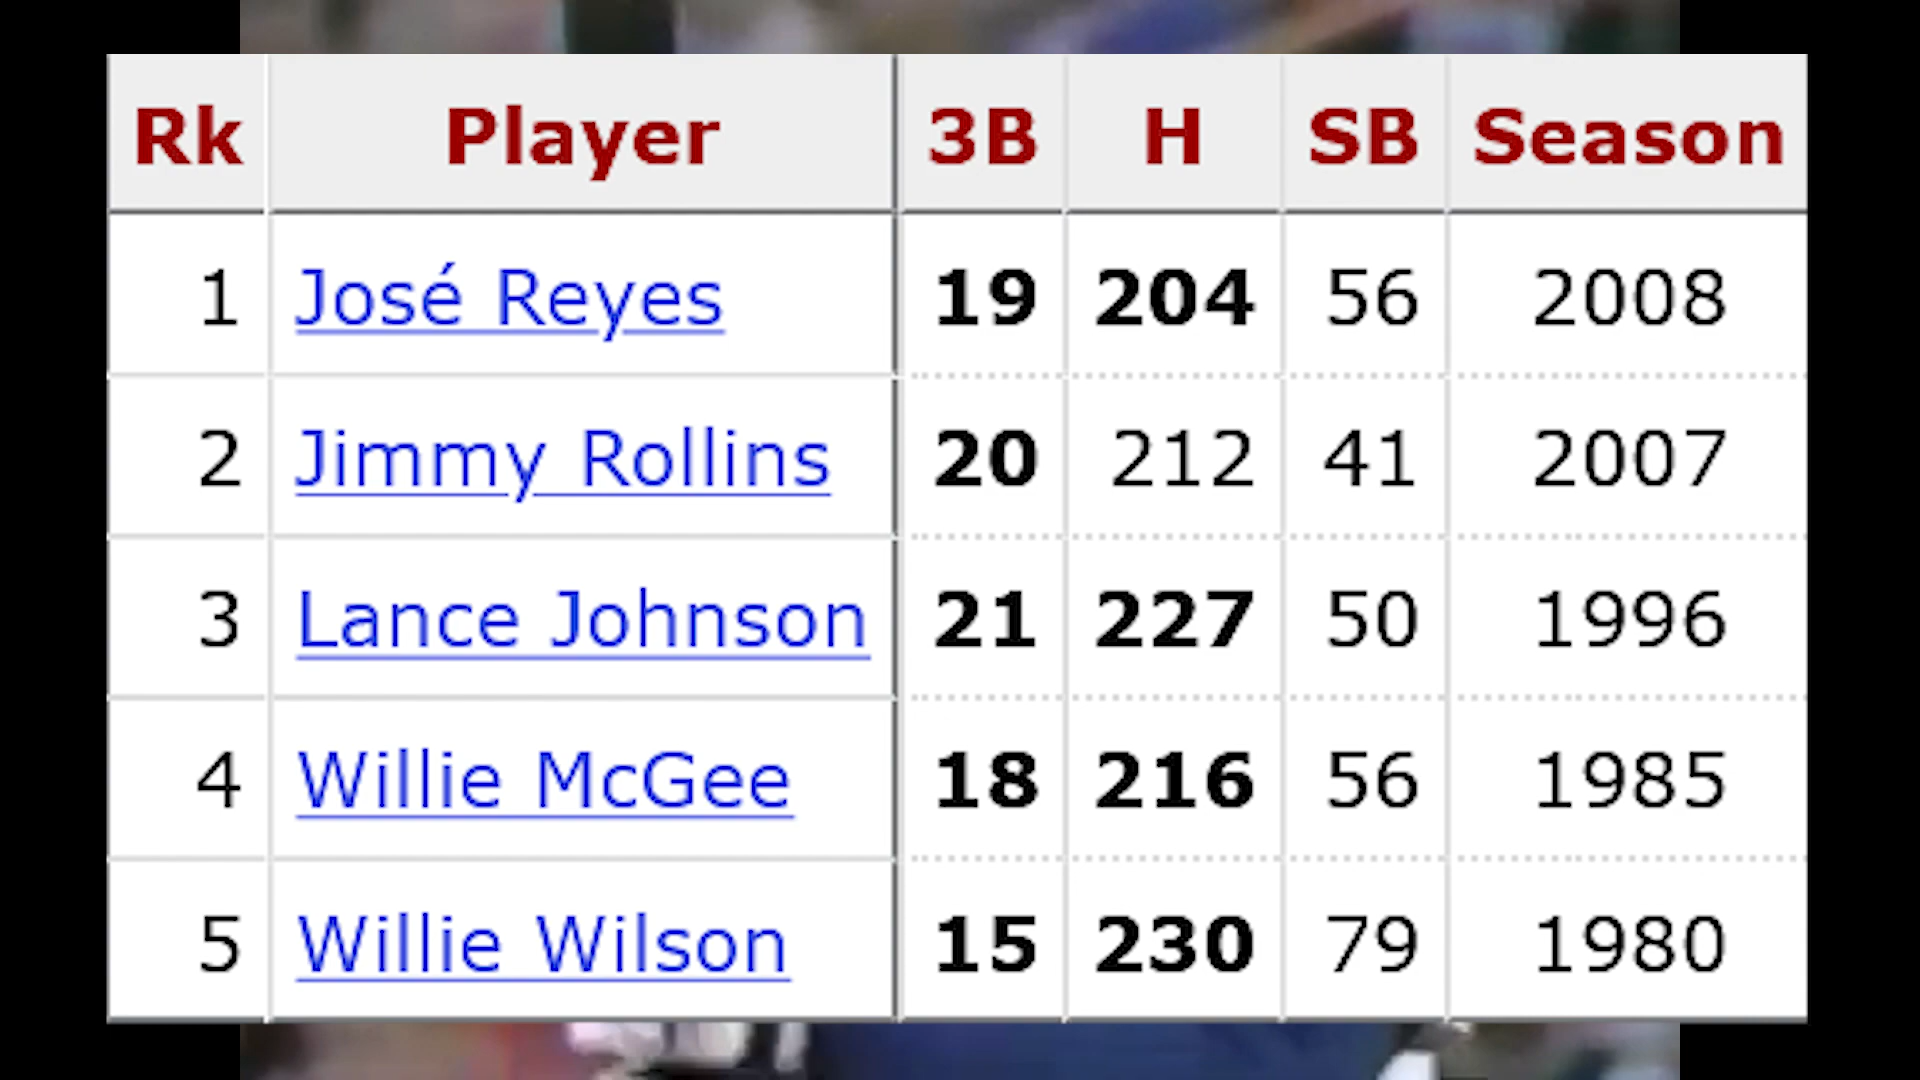 Rk Player 3B H SB Season
1 José Reyes 19 204 56 2008
2 Jimmy Rollins 20 212 41 2007
3 Lance Johnson 21 227 50 1996
4 Willie McGee 18 216 56 1985
5 Willie Wilson 15 230 79 1980